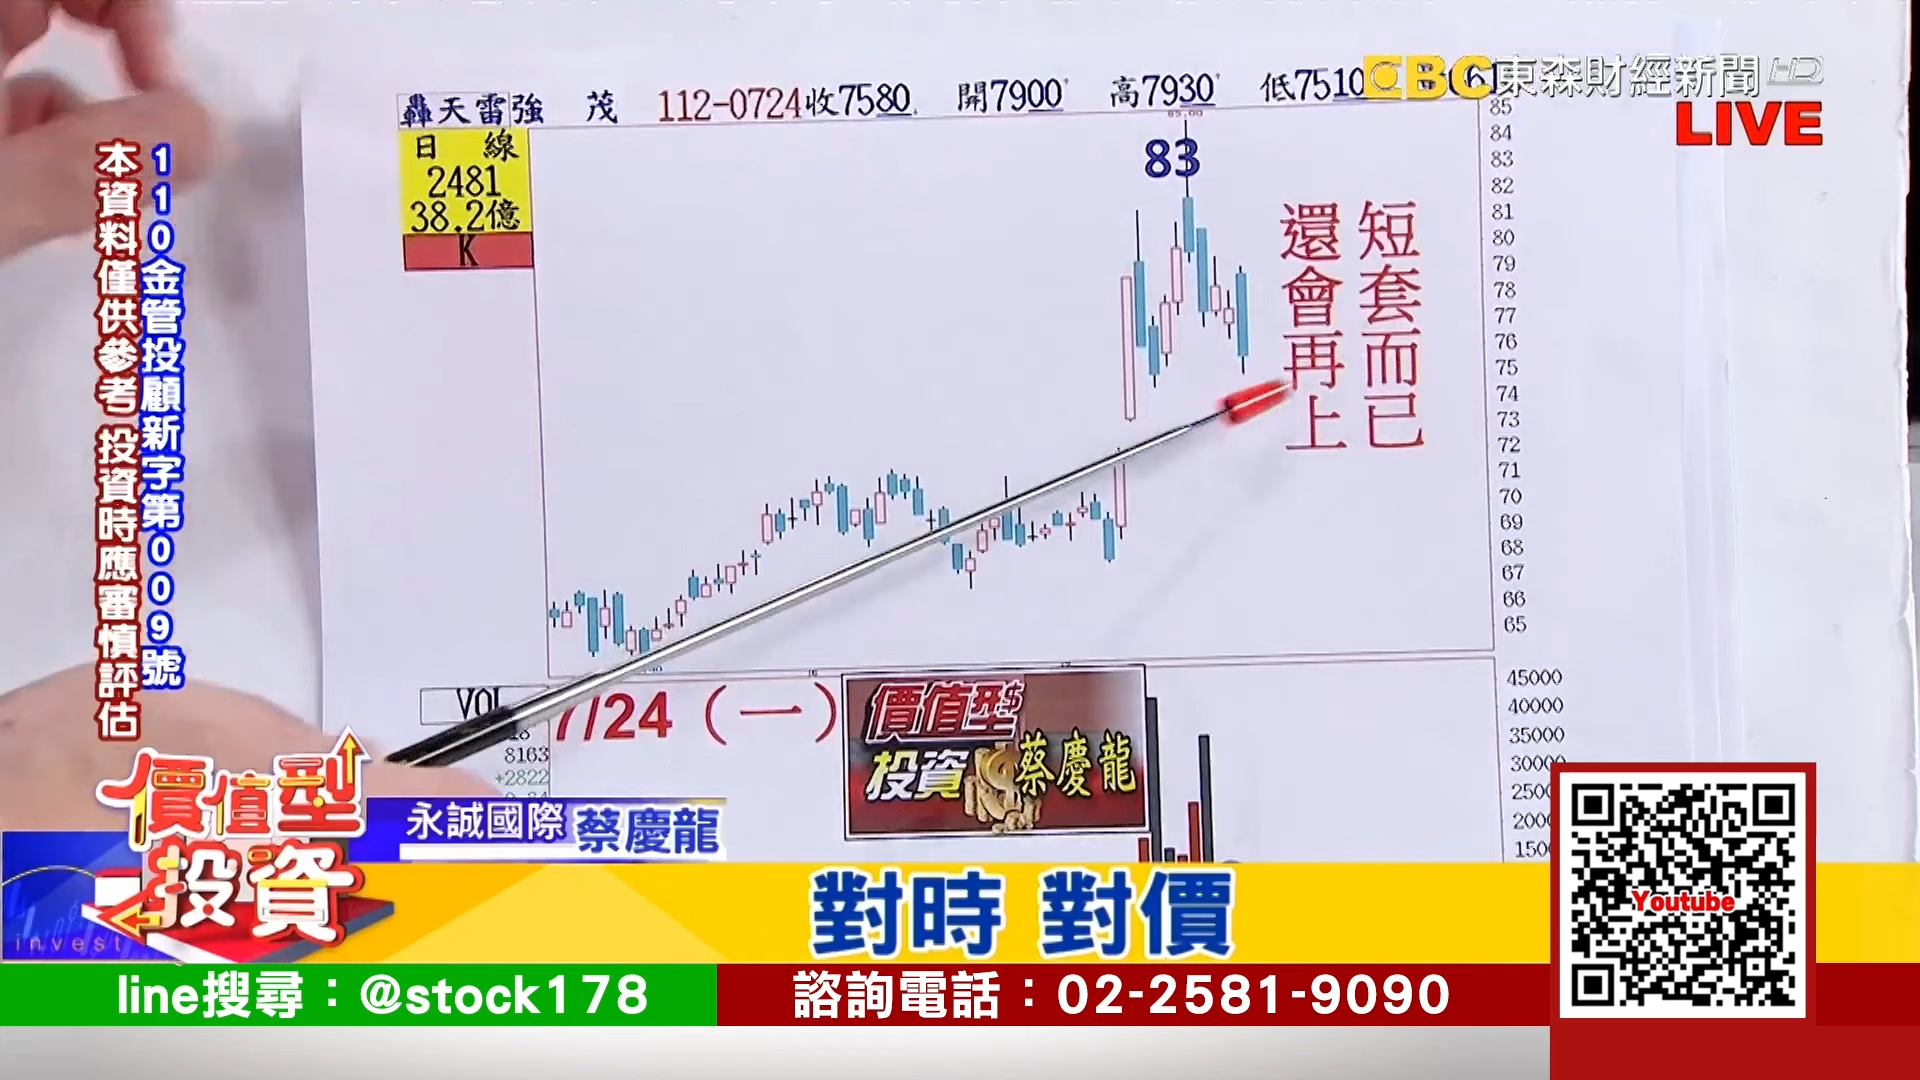 EBC東森財經新聞HD
LIVE
轟天雷強 茂 112-0724收7580 開7900 高7930 低7510
日 線
2481
38.2億
K
83
短套而已
還會再上
85
84
83
82
81
80
79
78
77
76
75
74
73
72
71
70
69
68
67
66
65
45000
40000
35000
8163
+2822
7/24(一)
價值型
投資
蔡慶龍
110金管投顧新字第009號
本資料僅供參考 投資時應審慎評估
價值型
投資
invest
永誠國際 蔡慶龍
對時 對價
Youtube
line搜尋：@stock178
諮詢電話：02-2581-9090